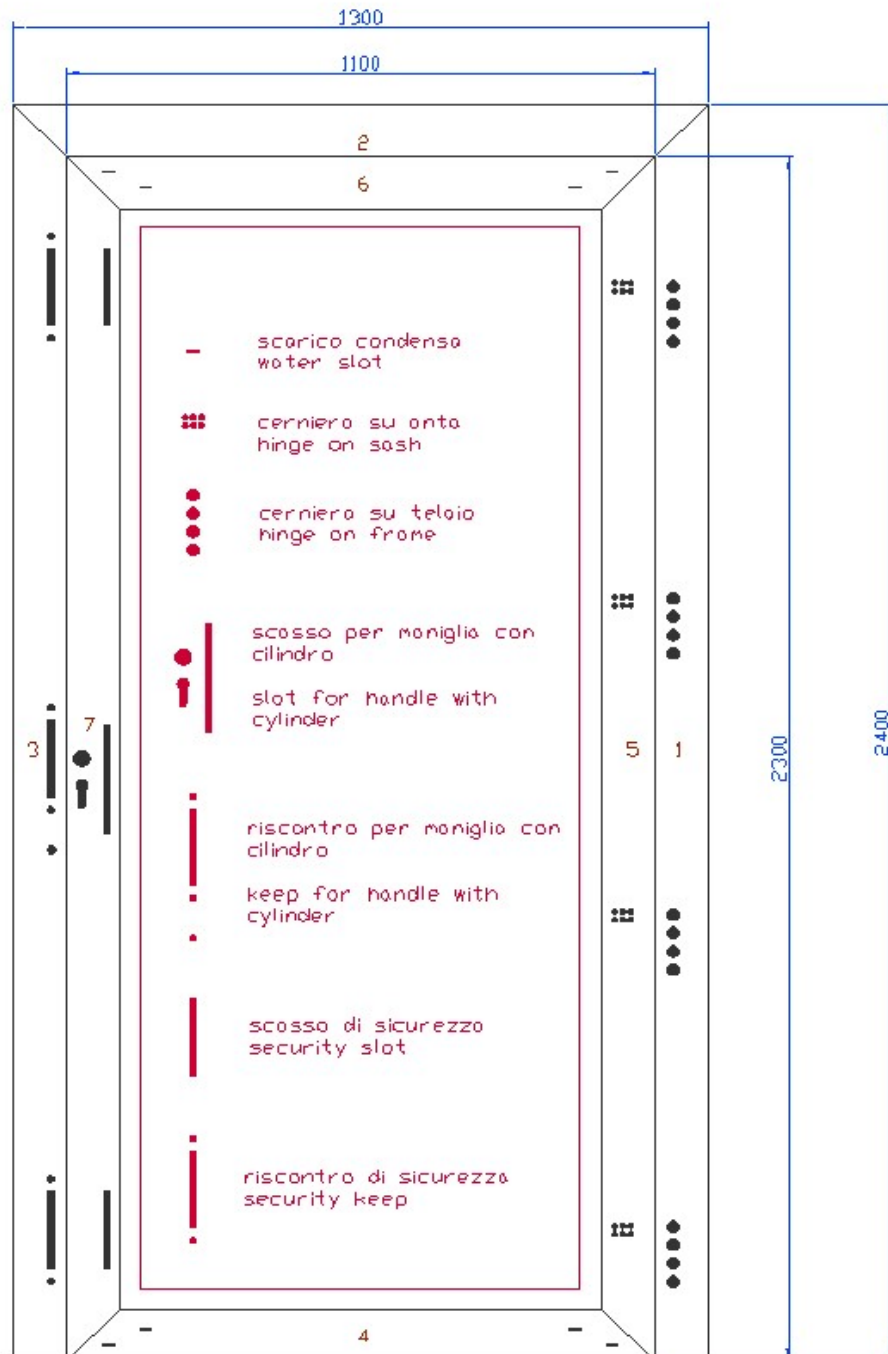 1300
1100
2
6
scarico condensa
water slot
cerniera su anta
hinge on sash
cerniera su telaio
hinge on frame
scasso per maniglia con
cilindro
slot for handle with
cylinder
3
7
5
1
2300
2400
riscontro per maniglia con
cilindro
keep for handle with
cylinder
scasso di sicurezza
security slot
riscontro di sicurezza
security keep
4